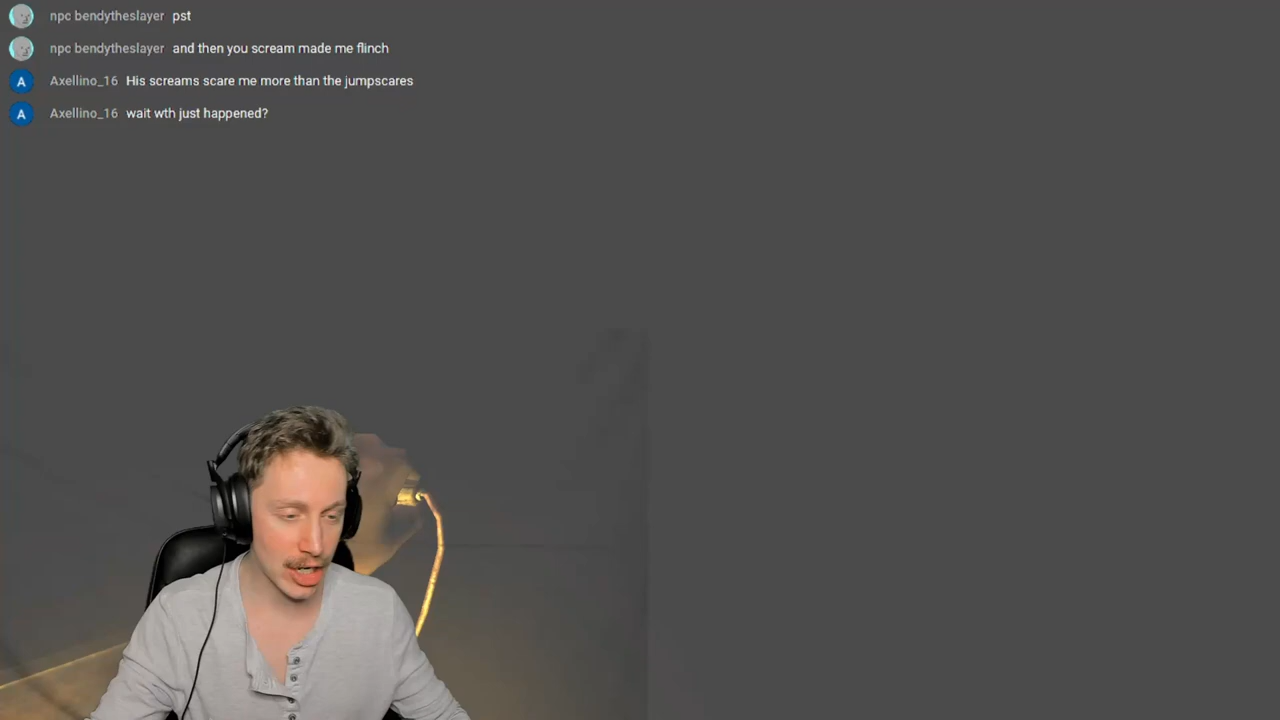 npc bendytheslayer pst
npc bendytheslayer and then you scream made me flinch
A Axellino_16 His screams scare me more than the jumpscares
A Axellino_16 wait wth just happened?